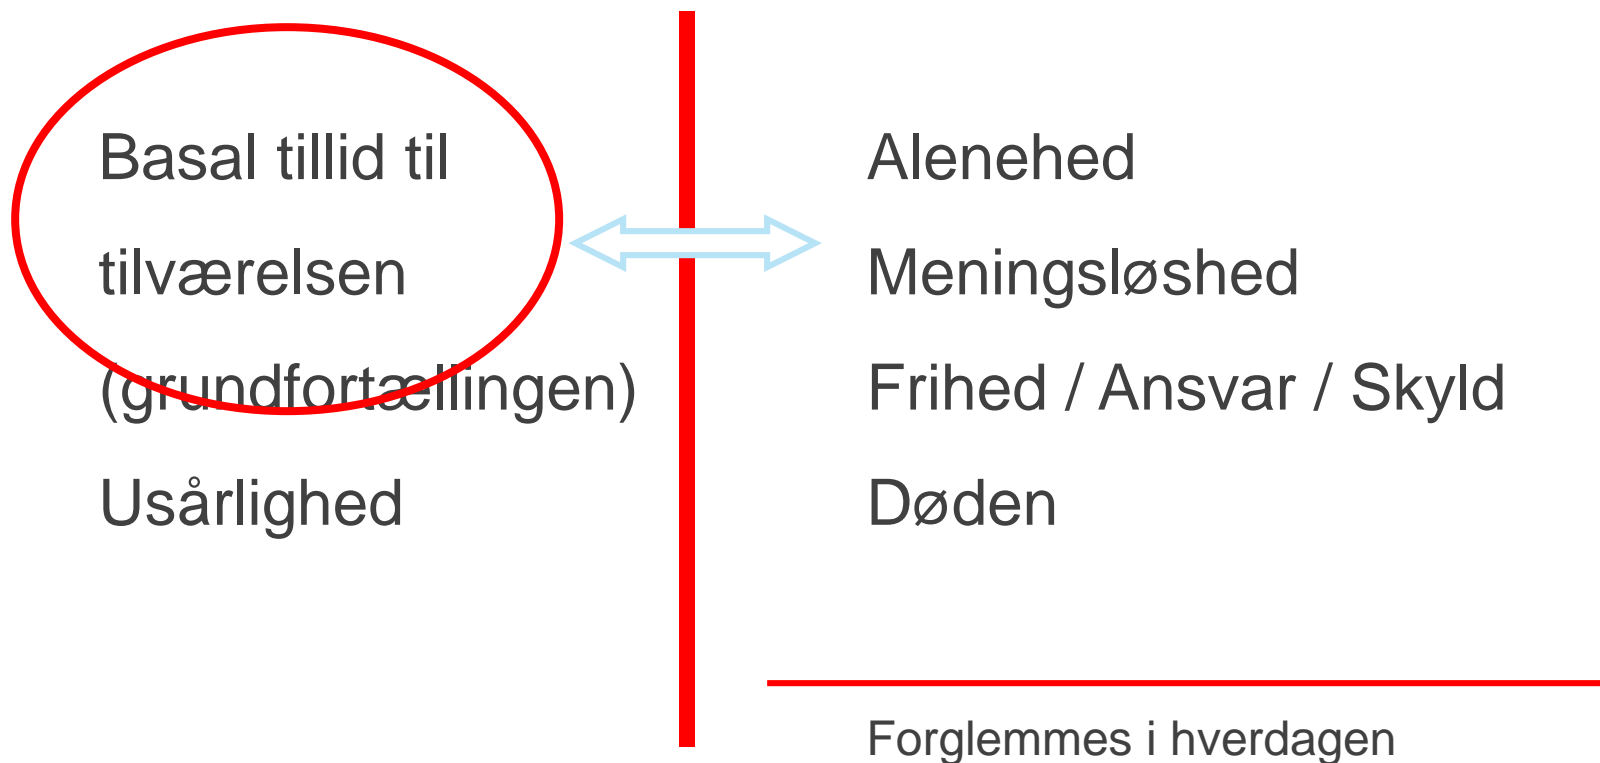 Basal tillid til
tilværelsen
(grundfortællingen)
Usårlighed
Alenehed
Meningsløshed
Frihed / Ansvar / Skyld
Døden
Forglemmes i hverdagen